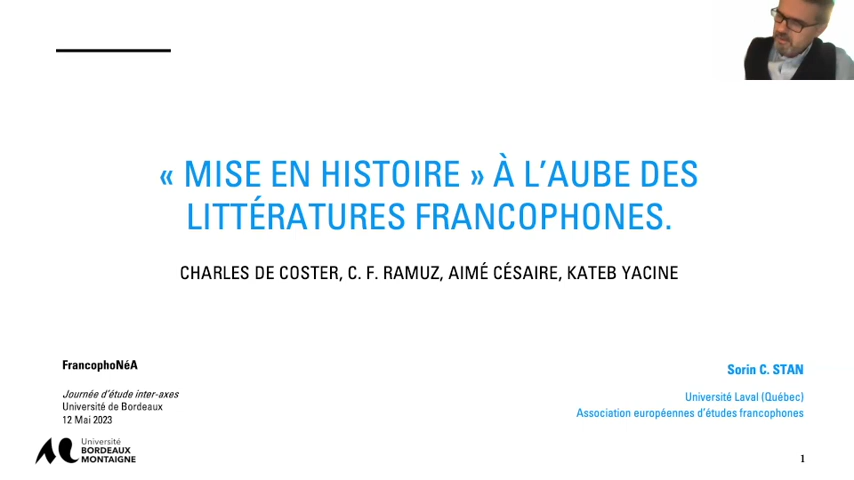 « MISE EN HISTOIRE » À L’AUBE DES
LITTÉRATURES FRANCOPHONES.
CHARLES DE COSTER, C. F. RAMUZ, AIMÉ CÉSAIRE, KATEB YACINE
FrancophoNéA
Journée d’étude inter-axes
Université de Bordeaux
12 Mai 2023
Université
BORDEAUX
MONTAIGNE
Sorin C. STAN
Université Laval (Québec)
Association européennes d’études francophones
1